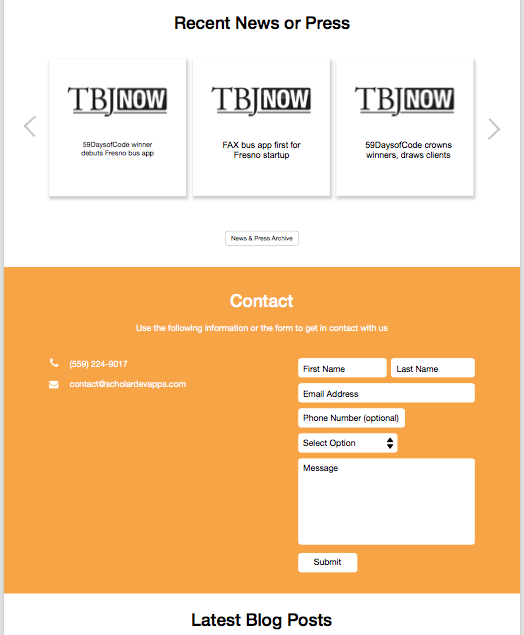 Recent News or Press
TBJNOW
59DaysofCode winner
debuts Fresno bus app
TBJNOW
FAX bus app first for
Fresno startup
TBJNOW
59DaysofCode crowns
winners, draws clients
News & Press Archive
Contact
Use the following information or the form to get in contact with us
(559) 224-9017
contact@scholardevapps.com
First Name
Last Name
Email Address
Phone Number (optional)
Select Option
Message
Submit
Latest Blog Posts